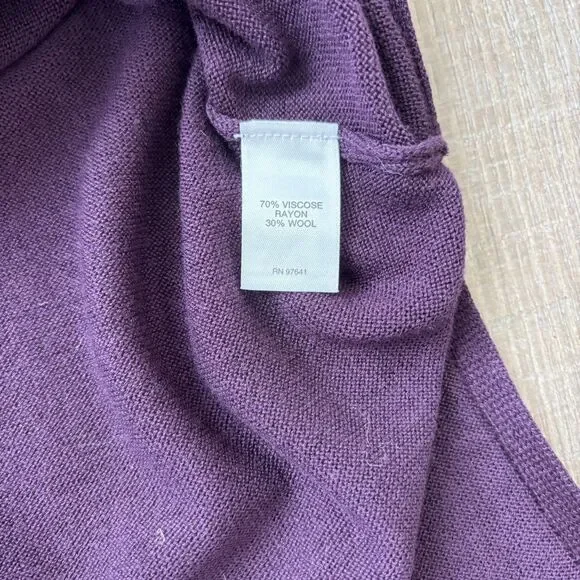 70% VISCOSE
RAYON
30% WOOL
RN 97641